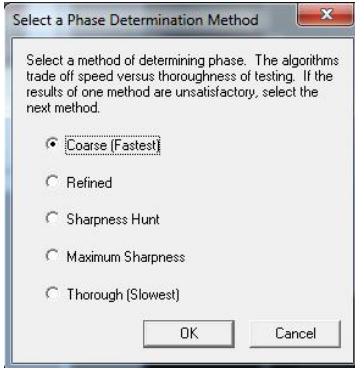 Select a Phase Determination Method
Select a method of determining phase. The algorithms
trade off speed versus thoroughness of testing. If the
results of one method are unsatisfactory, select the
next method.
Coarse (Fastest)
Refined
Sharpness Hunt
Maximum Sharpness
Thorough (Slowest)
OK Cancel